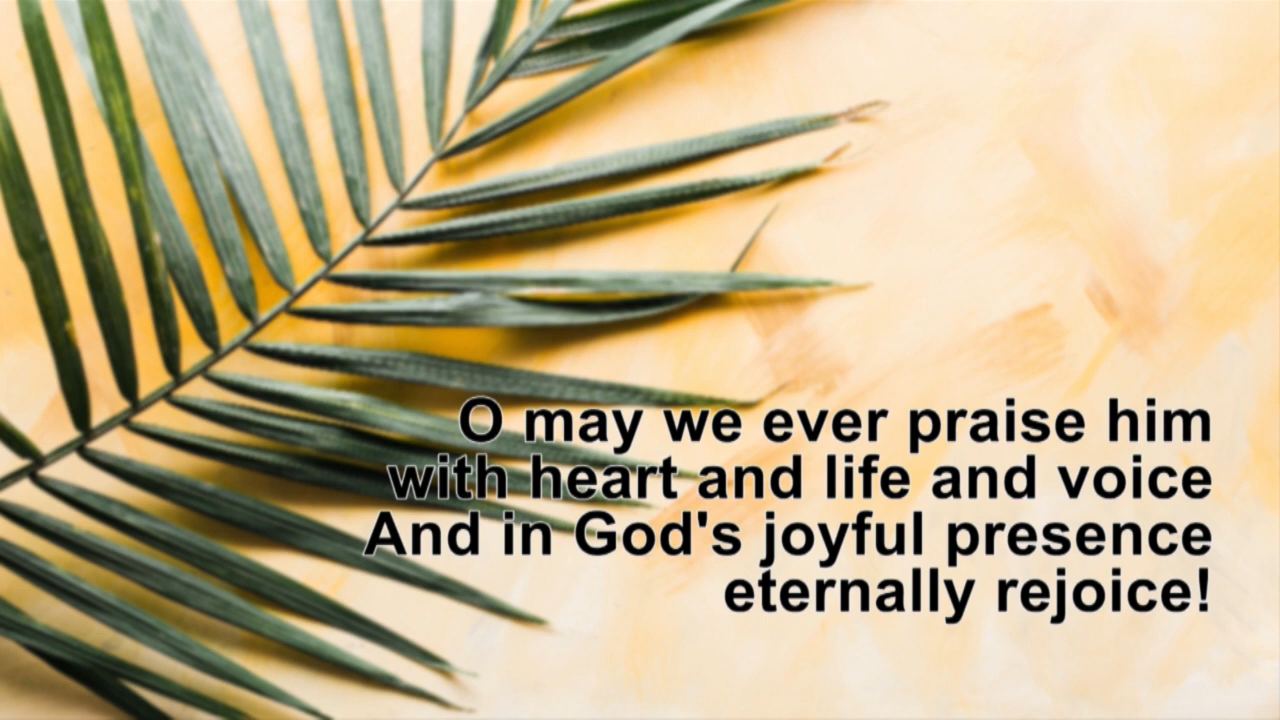 O may we ever praise him
with heart and life and voice
And in God's joyful presence
eternally rejoice!